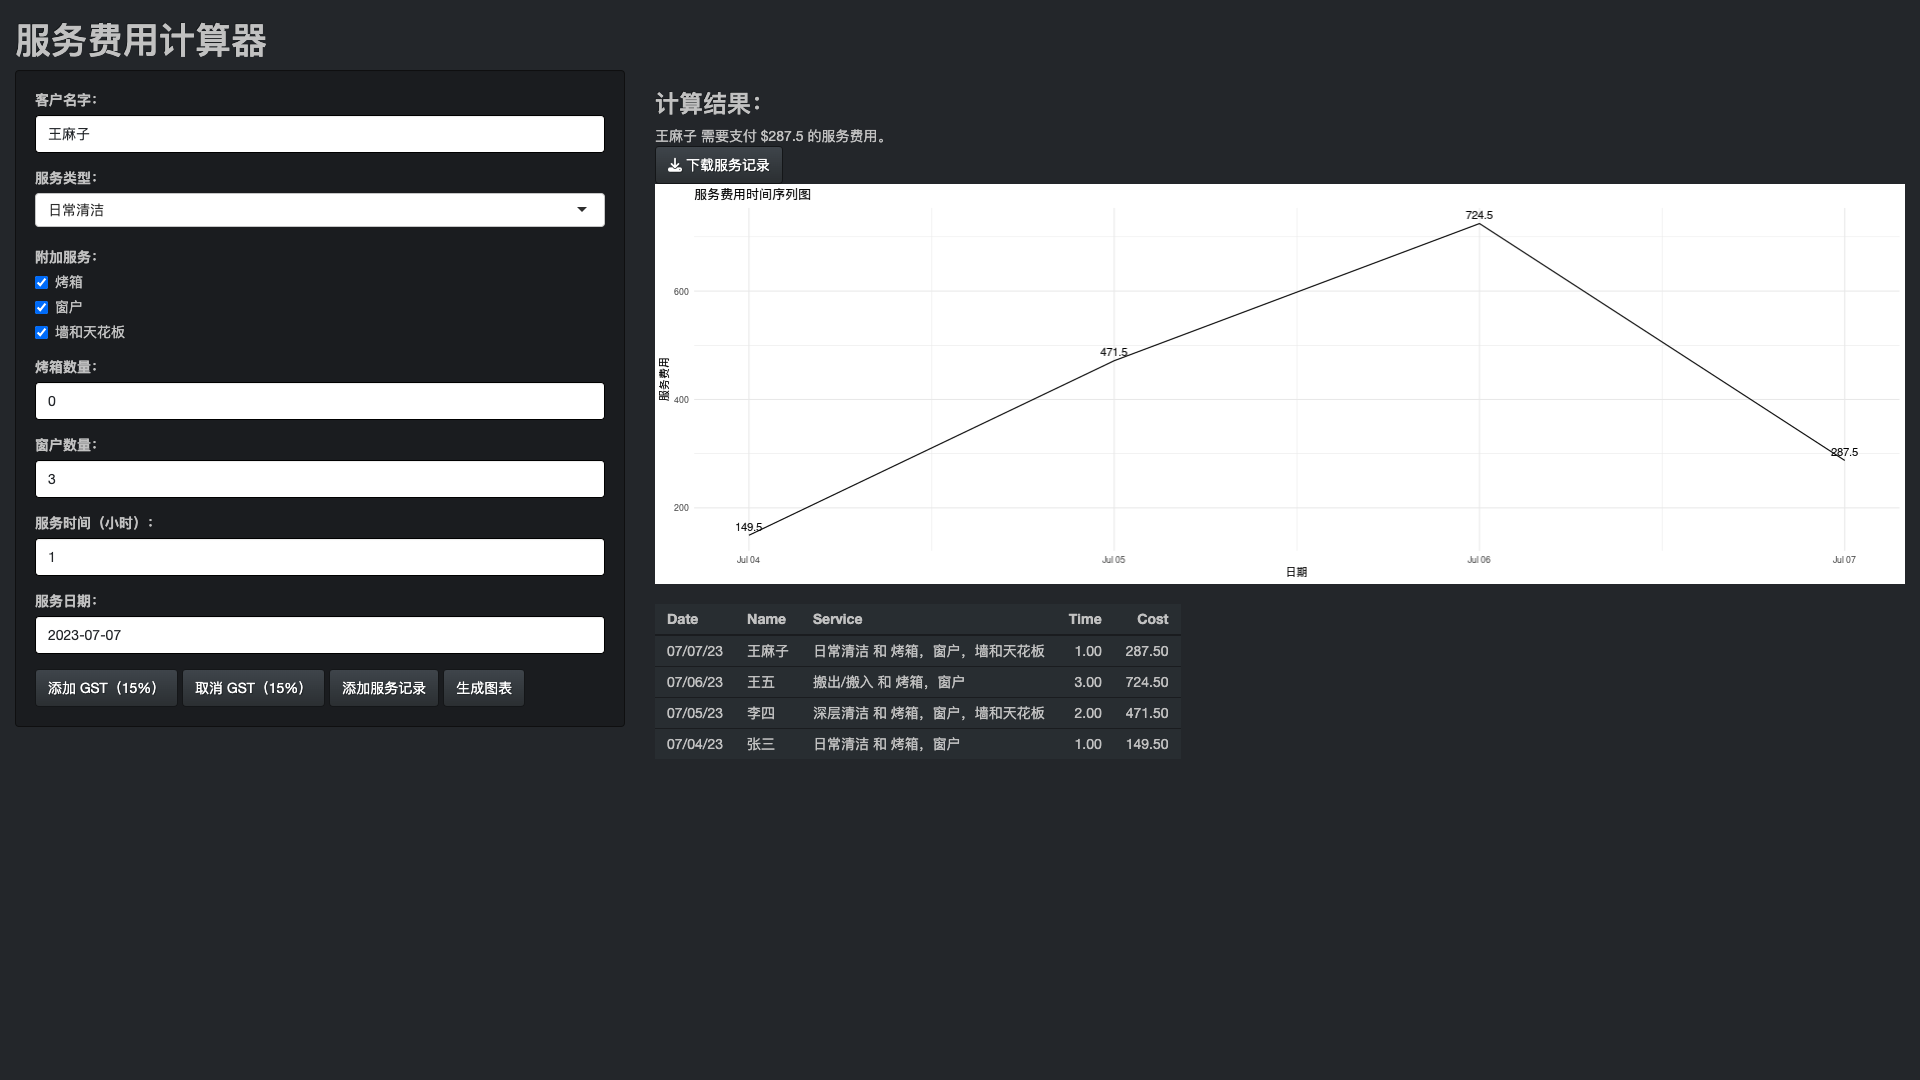 服务费用计算器
客户名字：
王麻子
服务类型：
日常清洁
附加服务：
烤箱
窗户
墙和天花板
烤箱数量：
0
窗户数量：
3
服务时间（小时）：
1
服务日期：
2023-07-07
添加 GST（15%） 取消 GST（15%） 添加服务记录 生成图表
计算结果：
王麻子 需要支付 $287.5 的服务费用。
下载服务记录
服务费用时间序列图
724.5
600
471.5
服务费用
400
287.5
200
149.5
Jul 04 Jul 05 Jul 06 Jul 07
日期
Date Name Service Time Cost
07/07/23 王麻子 日常清洁 和 烤箱，窗户，墙和天花板 1.00 287.50
07/06/23 王五 搬出/搬入 和 烤箱，窗户 3.00 724.50
07/05/23 李四 深层清洁 和 烤箱，窗户，墙和天花板 2.00 471.50
07/04/23 张三 日常清洁 和 烤箱，窗户 1.00 149.50